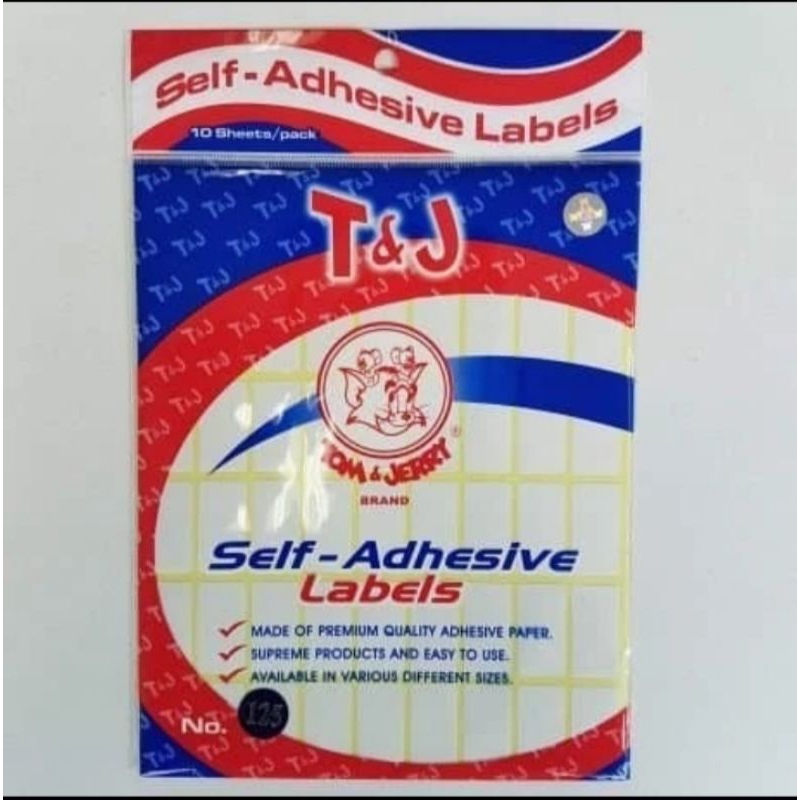 Self-Adhesive Labels
10 Sheets/pack
T&J
TOM & JERRY®
BRAND
Self-Adhesive
Labels
MADE OF PREMIUM QUALITY ADHESIVE PAPER.
SUPREME PRODUCTS AND EASY TO USE.
AVAILABLE IN VARIOUS DIFFERENT SIZES.
No. 125